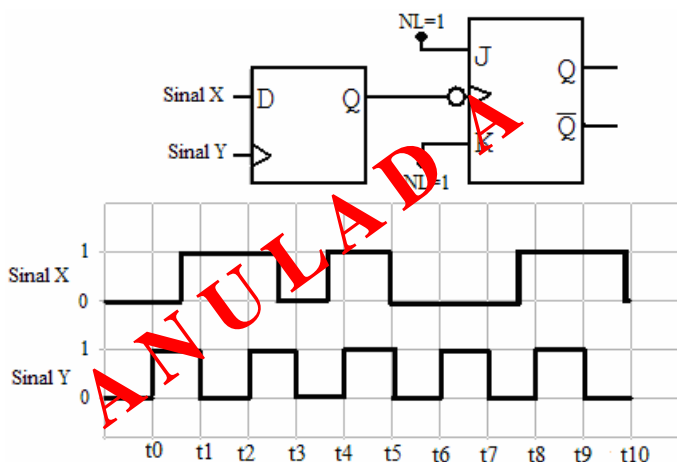 NL=1
J
Sinal X
D
Q
Q
Sinal Y
Q
K
NL=1
ANULADA
1
Sinal X
0
1
Sinal Y
0
t0 t1 t2 t3 t4 t5 t6 t7 t8 t9 t10